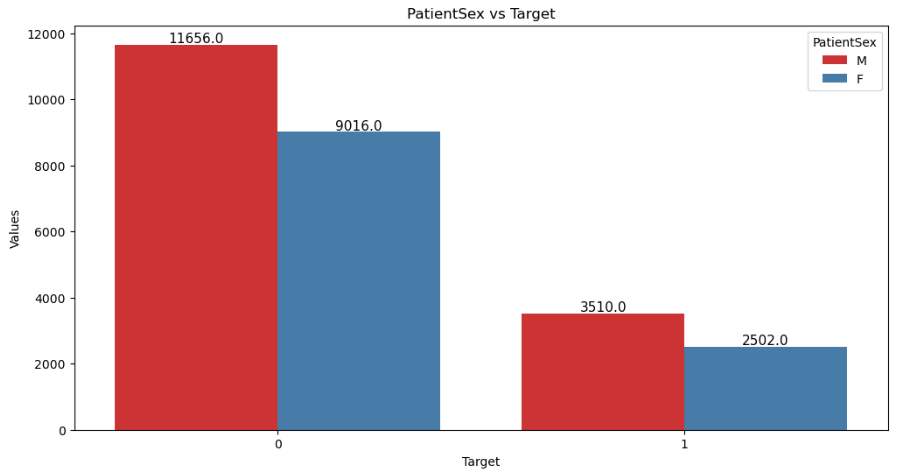 PatientSex vs Target
12000
10000
8000
6000
4000
2000
0
Values
11656.0
9016.0
3510.0
2502.0
PatientSex
M
F
0
1
Target